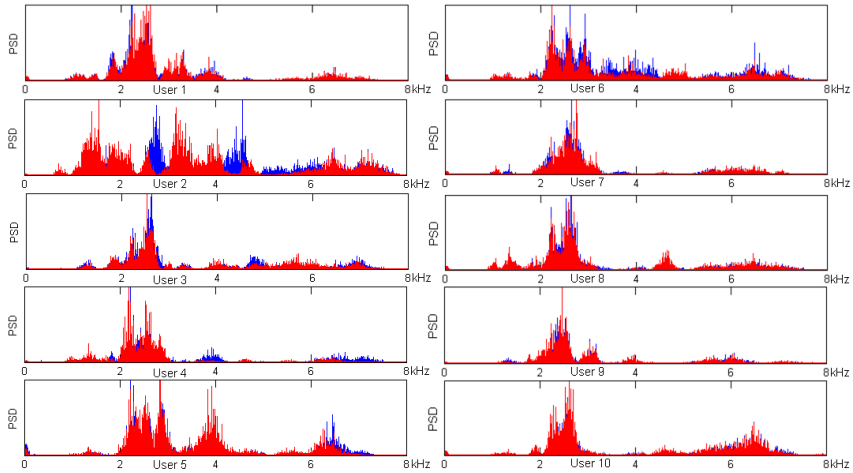 PSD
0 2 4 6 8kHz
User 1
PSD
0 2 4 6 8kHz
User 2
PSD
0 2 4 6 8kHz
User 3
PSD
0 2 4 6 8kHz
User 4
PSD
0 2 4 6 8kHz
User 5
PSD
0 2 4 6 8kHz
User 6
PSD
0 2 4 6 8kHz
User 7
PSD
0 2 4 6 8kHz
User 8
PSD
0 2 4 6 8kHz
User 9
PSD
0 2 4 6 8kHz
User 10